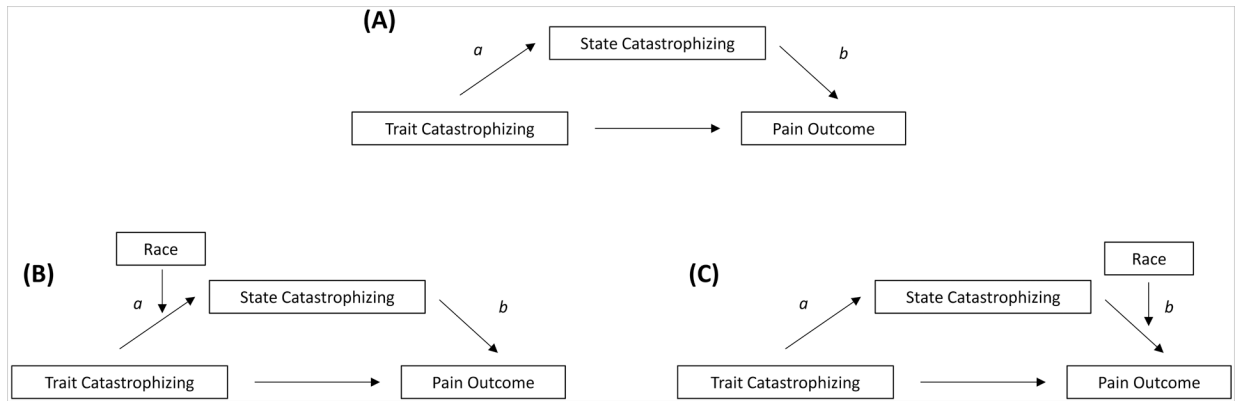 (A)
State Catastrophizing
a
b
Trait Catastrophizing
Pain Outcome
Race
(B)
a
State Catastrophizing
b
Trait Catastrophizing
Pain Outcome
Race
(C)
a
State Catastrophizing
b
Trait Catastrophizing
Pain Outcome